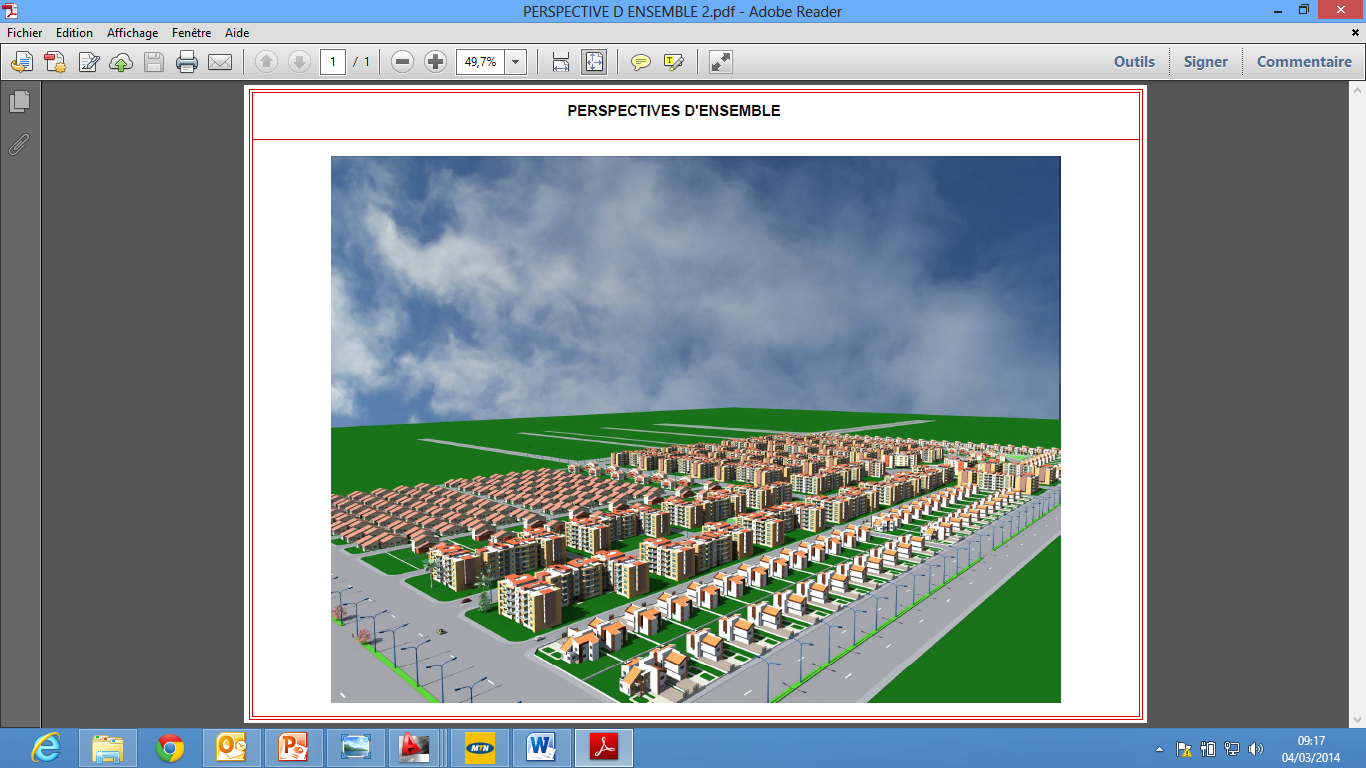 PERSPECTIVE D ENSEMBLE 2.pdf - Adobe Reader
Fichier Edition Affichage Fenêtre Aide
1 / 1 49,7% Outils Signer Commentaire
PERSPECTIVES D'ENSEMBLE
MTN
09:17
04/03/2014